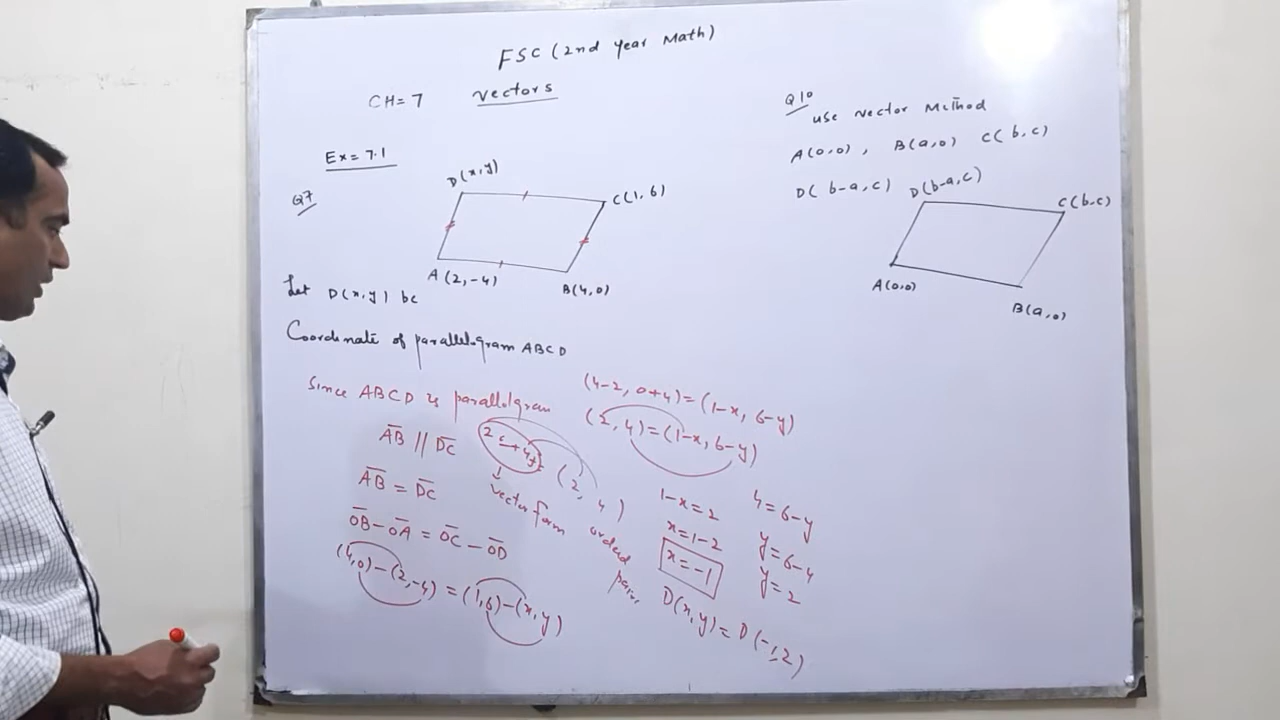 FSC (2nd year Math)
CH=7 vectors
Ex=7.1
Q7
D(x,y)
C(1,6)
A(2,-4)
B(4,0)
Let D(x,y) be
Coordinate of parallelogram ABCD
Since ABCD is parallelogram
AB̅ // DC̅
AB̅ = DC̅
OB̅ - OA̅ = OC̅ - OD̅
(4,0)-(2,-4) = (1,6)-(x,y)
(2, 4)
vector form
ordered pair
(4-2, 0+4)=(1-x, 6-y)
(2, 4)=(1-x, 6-y)
1-x=2
x=1-2
x=-1
4=6-y
y=6-4
y=2
D(x,y)=D(-1,2)
Q10
use vector Method
A(0,0), B(a,0) C(b,c)
D(b-a,c)
D(b-a,c)
C(b,c)
A(0,0)
B(a,0)